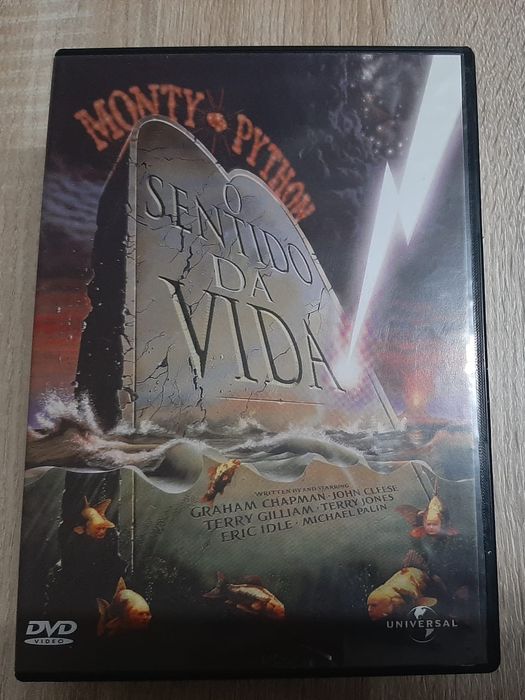 MONTY PYTHON
O
SENTIDO
DA
VIDA
WRITTEN BY AND STARRING
GRAHAM CHAPMAN · JOHN CLEESE
TERRY GILLIAM · TERRY JONES
ERIC IDLE · MICHAEL PALIN
DVD
VIDEO
UNIVERSAL